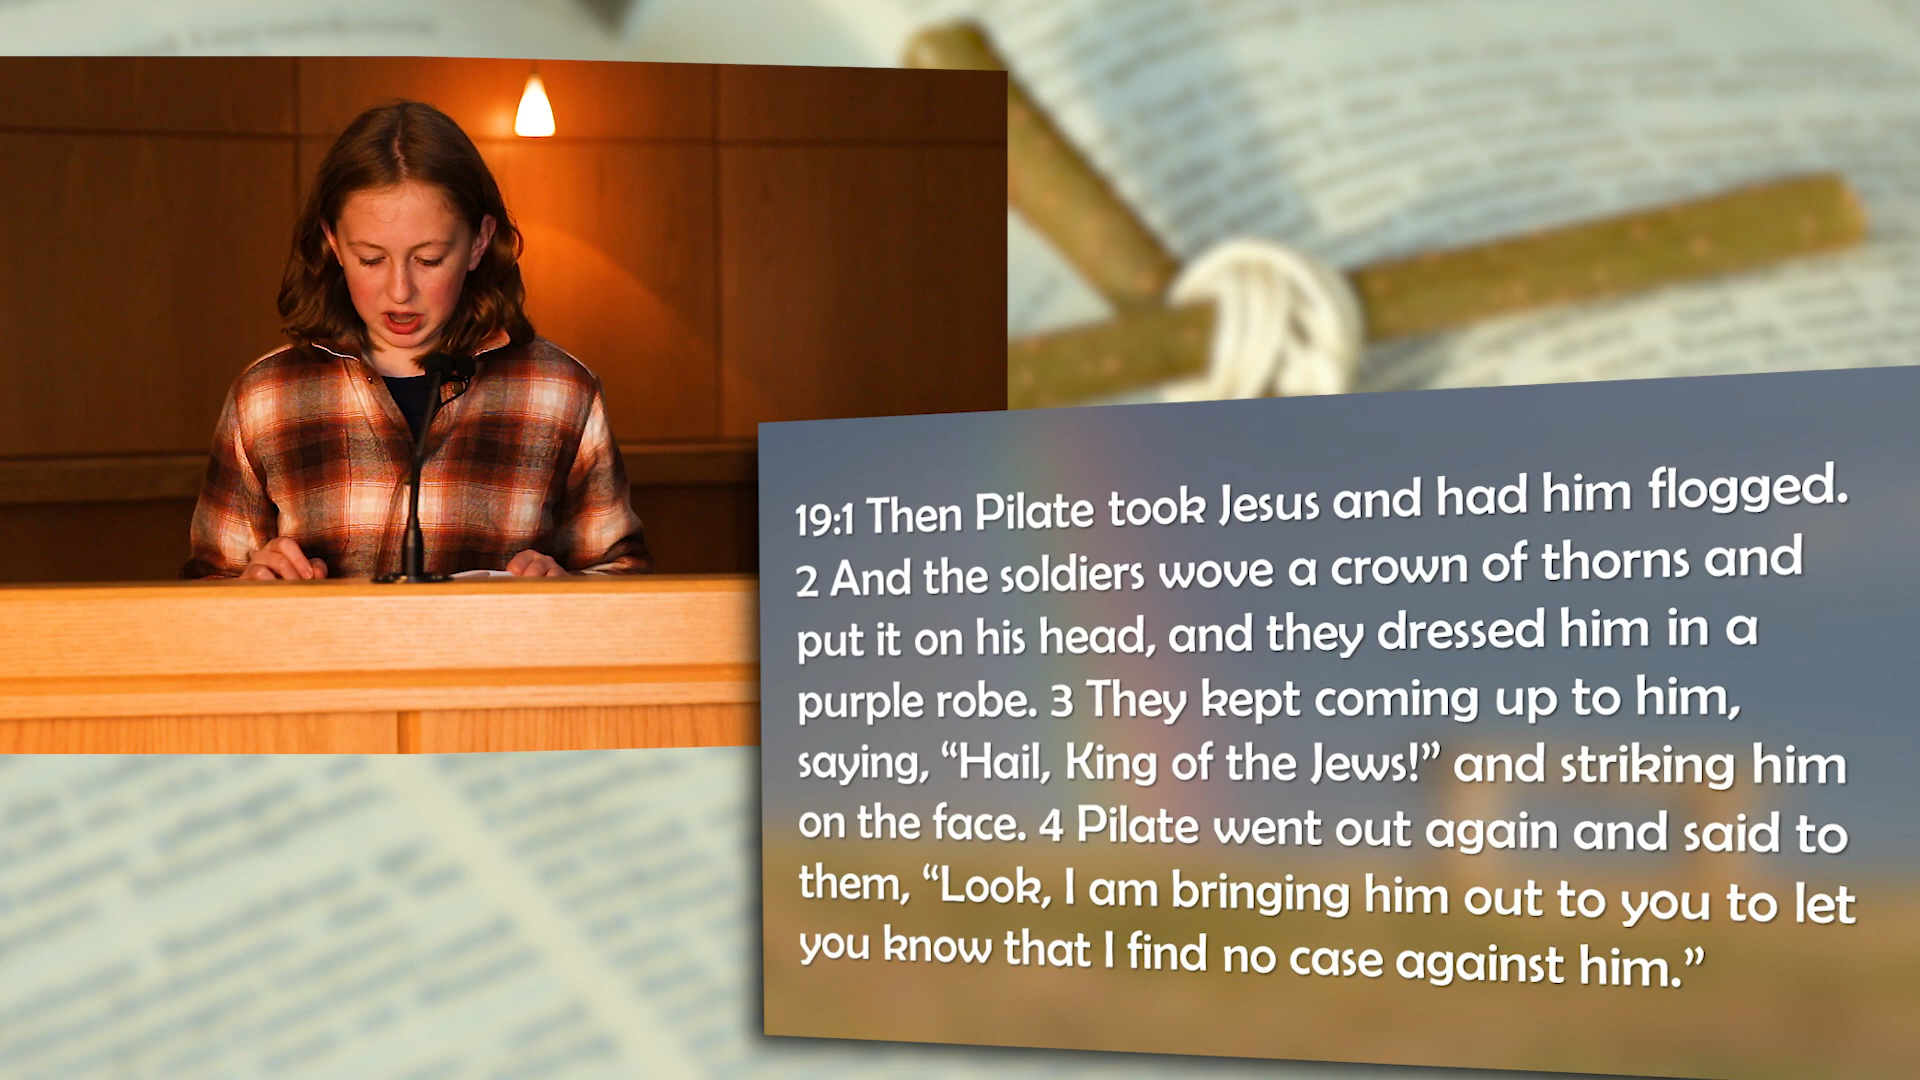 19:1 Then Pilate took Jesus and had him flogged.
2 And the soldiers wove a crown of thorns and
put it on his head, and they dressed him in a
purple robe. 3 They kept coming up to him,
saying, “Hail, King of the Jews!” and striking him
on the face. 4 Pilate went out again and said to
them, “Look, I am bringing him out to you to let
you know that I find no case against him.”